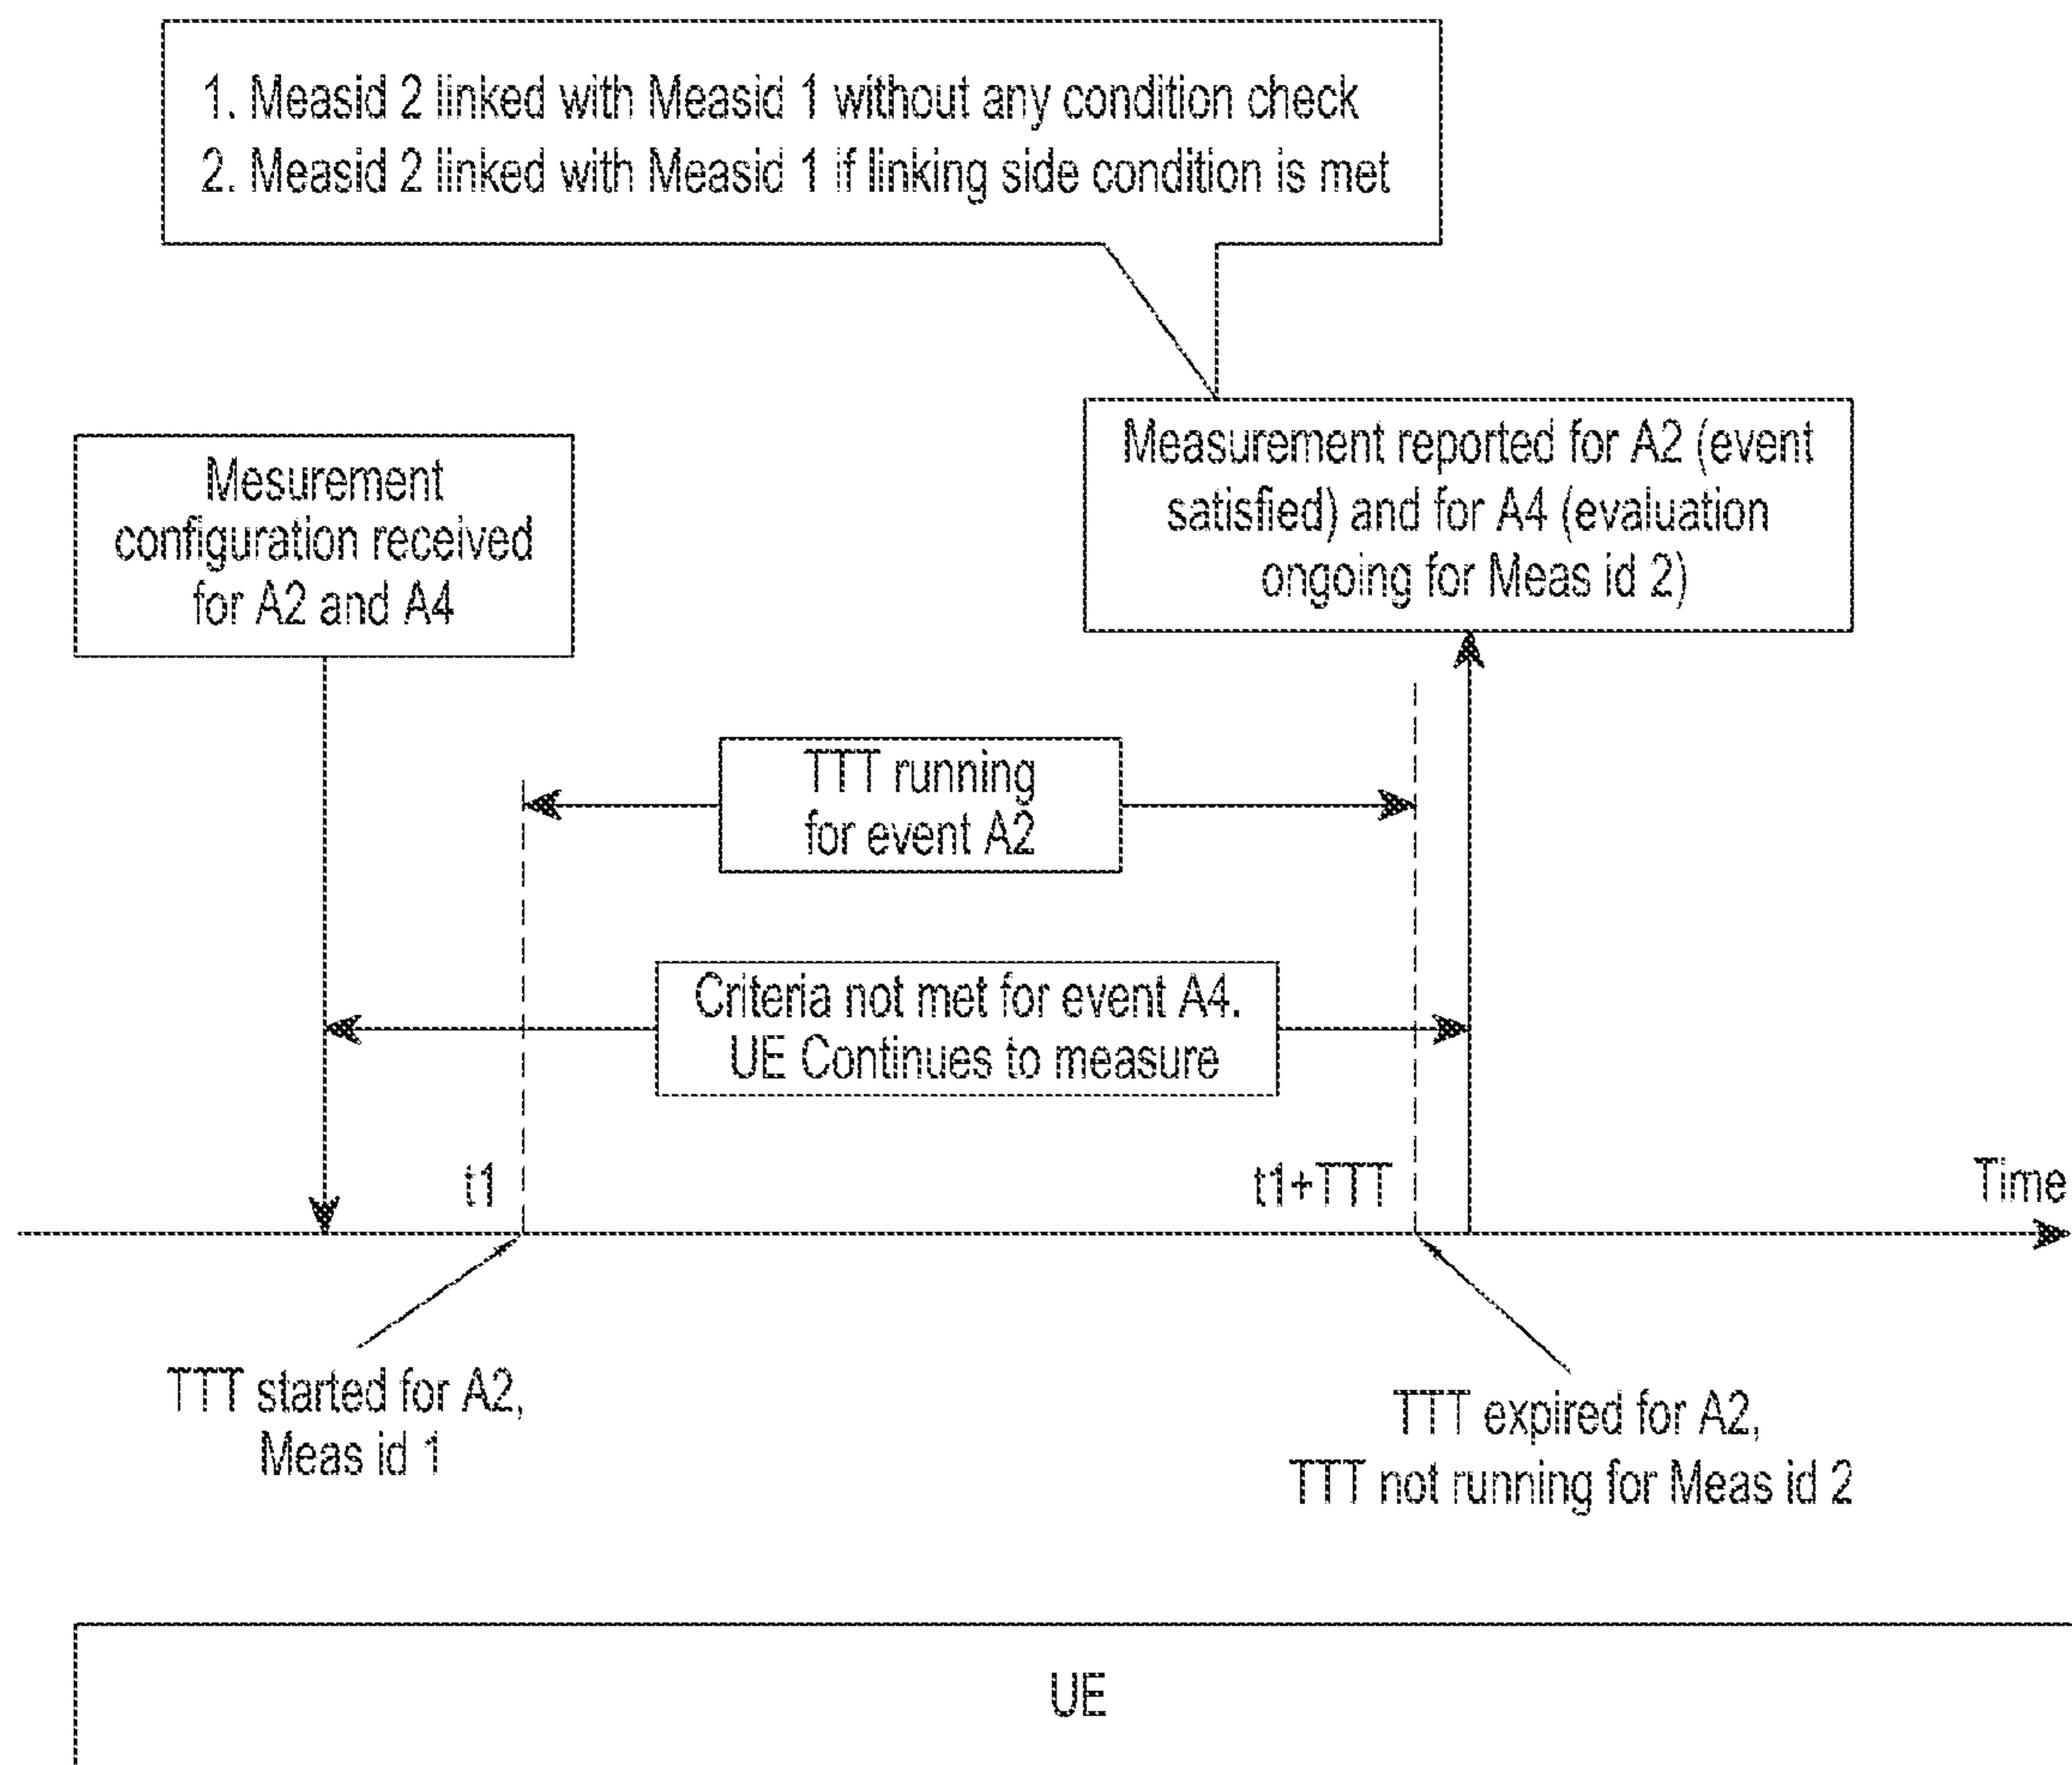 1. Measid 2 linked with Measid 1 without any condition check
2. Measid 2 linked with Measid 1 if linking side condition is met
Mesurement
configuration received
for A2 and A4
Measurement reported for A2 (event
satisfied) and for A4 (evaluation
ongoing for Meas id 2)
TTT running
for event A2
Criteria not met for event A4.
UE Continues to measure
t1
t1+TTT
Time
TTT started for A2,
Meas id 1
TTT expired for A2,
TTT not running for Meas id 2
UE